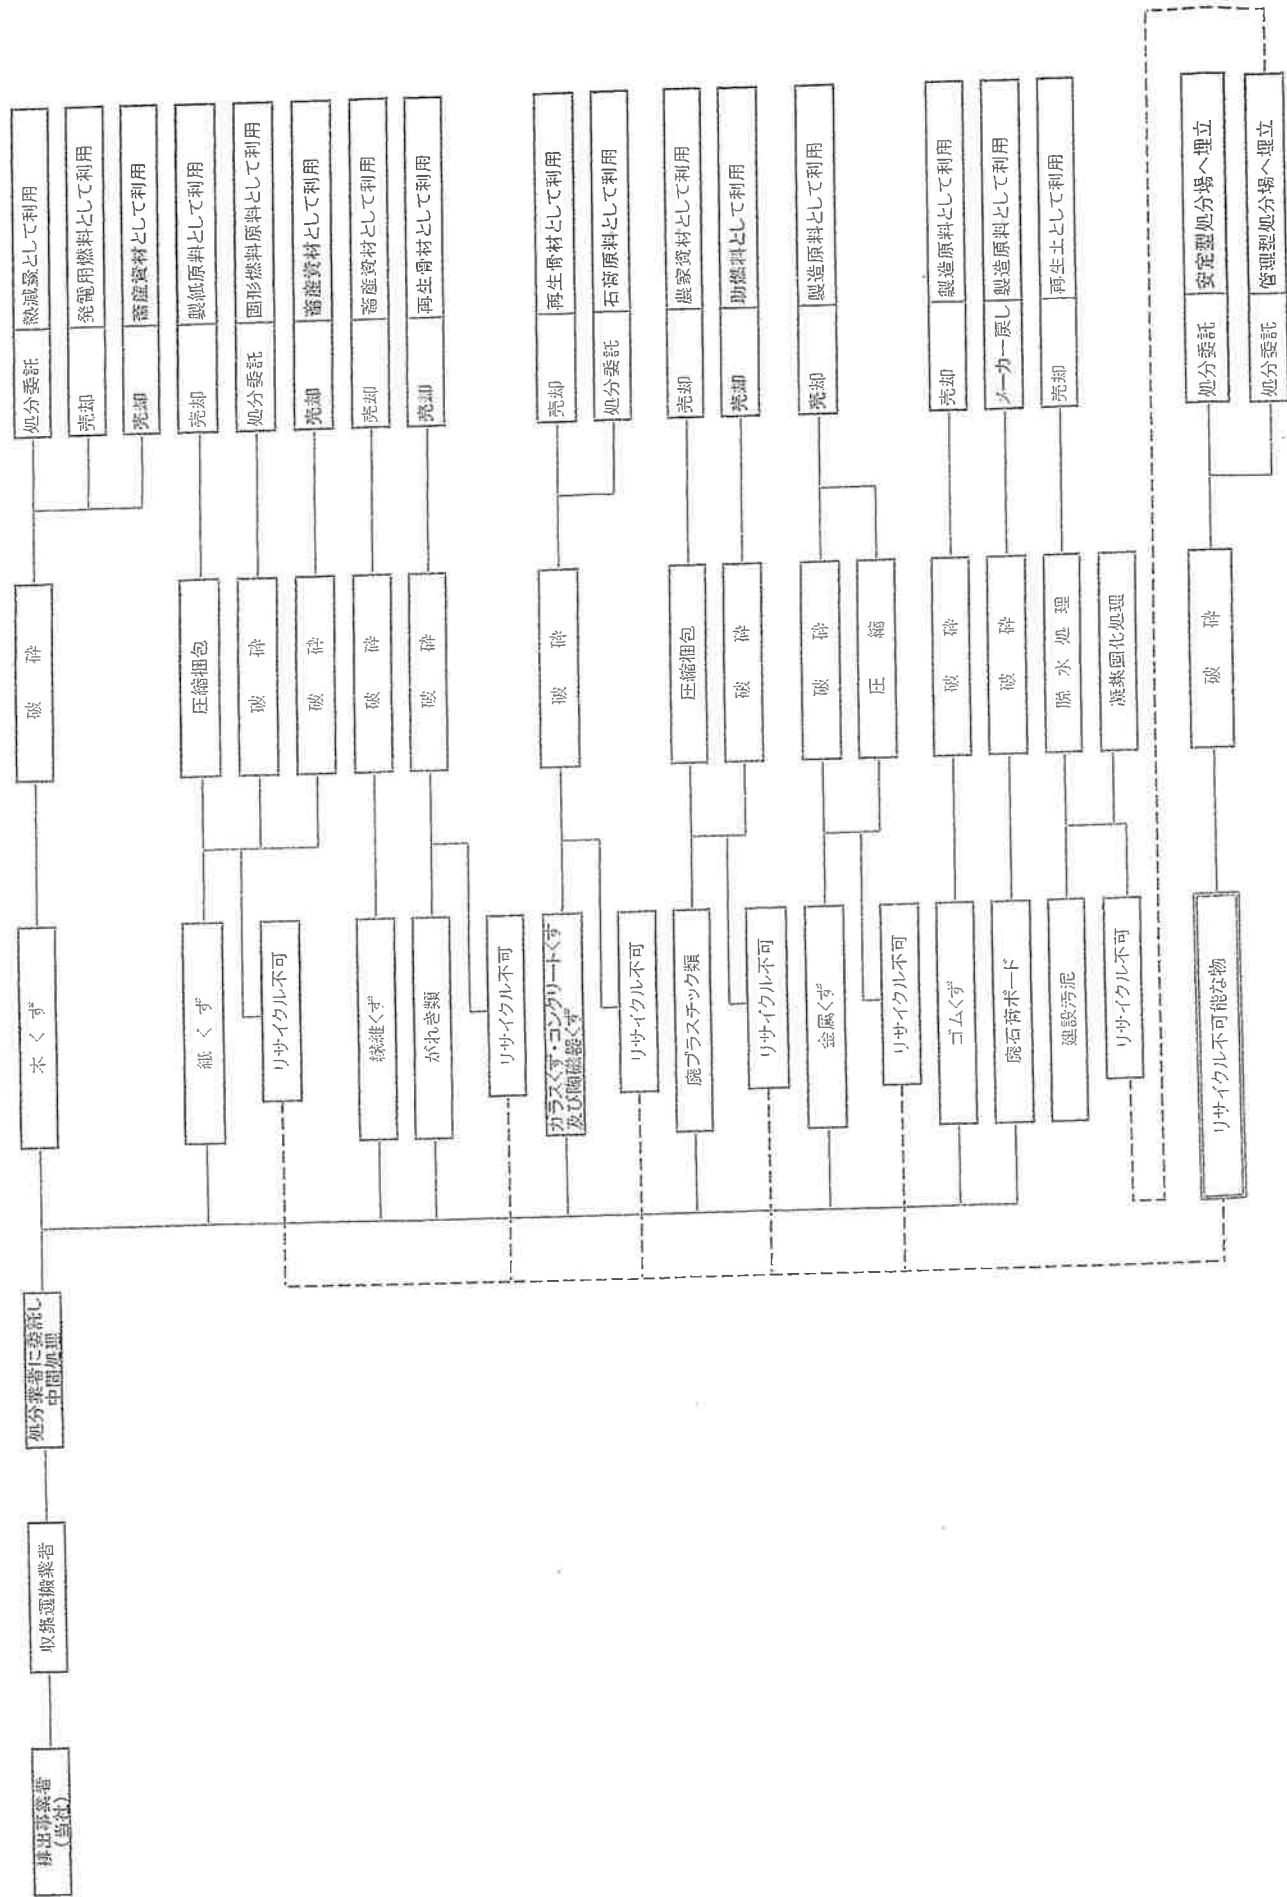 排出事業者
(当社)
収集運搬業者
処分業者に委託し
中間処理
木くず
破　砕
処分委託 熱減量として利用
売却 発電用燃料として利用
売却 畜産資材として利用
紙くず
圧縮梱包
売却 製紙原料として利用
破　砕
処分委託 固形燃料原料として利用
破　砕
売却 畜産資材として利用
リサイクル不可
繊維くず
破　砕
売却 畜産資材として利用
がれき類
破　砕
売却 再生骨材として利用
リサイクル不可
ガラスくず・コンクリートくず
及び陶磁器くず
破　砕
売却 再生骨材として利用
処分委託 石膏原料として利用
リサイクル不可
廃プラスチック類
圧縮梱包
売却 農家資材として利用
破　砕
売却 助燃料として利用
リサイクル不可
金属くず
破　砕
売却 製造原料として利用
圧　縮
リサイクル不可
ゴムくず
破　砕
売却 製造原料として利用
廃石膏ボード
破　砕
メーカー戻し 製造原料として利用
建設汚泥
脱水処理
売却 再生土として利用
凝集固化処理
リサイクル不可
リサイクル不可能な物
破　砕
処分委託 安定型処分場へ埋立
処分委託 管理型処分場へ埋立